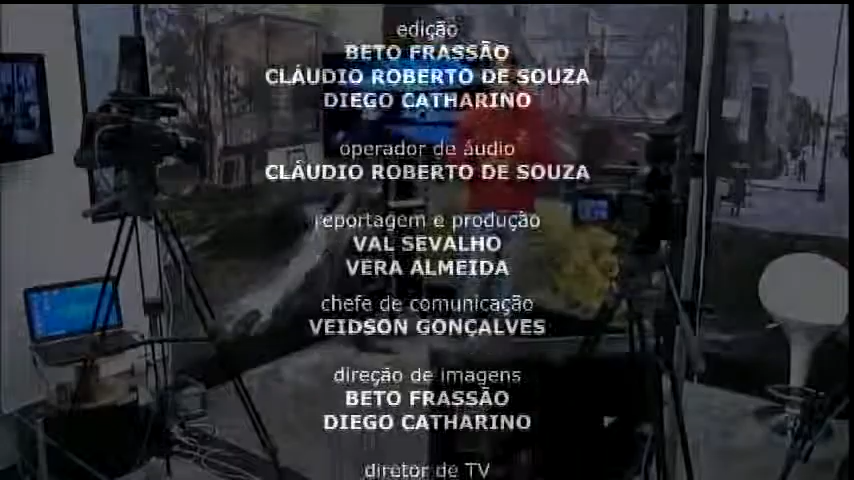 edição
BETO FRASSÃO
CLÁUDIO ROBERTO DE SOUZA
DIEGO CATHARINO
operador de áudio
CLÁUDIO ROBERTO DE SOUZA
reportagem e produção
VAL SEVALHO
VERA ALMEIDA
chefe de comunicação
VEIDSON GONÇALVES
direção de imagens
BETO FRASSÃO
DIEGO CATHARINO
diretor de TV